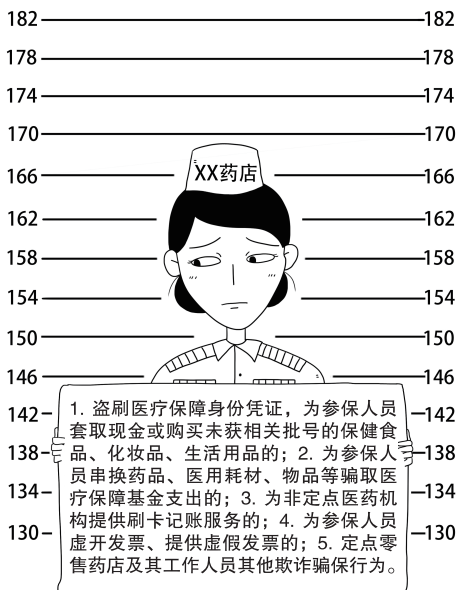 182 182
178 178
174 174
170 170
XX药店
166 166
162 162
158 158
154 154
150 150
146 146
142 142
138 138
134 134
130 130
1. 盗刷医疗保障身份凭证，为参保人员
套取现金或购买未获相关批号的保健食
品、化妆品、生活用品的；2. 为参保人
员串换药品、医用耗材、物品等骗取医
疗保障基金支出的；3. 为非定点医药机
构提供刷卡记账服务的；4. 为参保人员
虚开发票、提供虚假发票的；5. 定点零
售药店及其工作人员其他欺诈骗保行为。